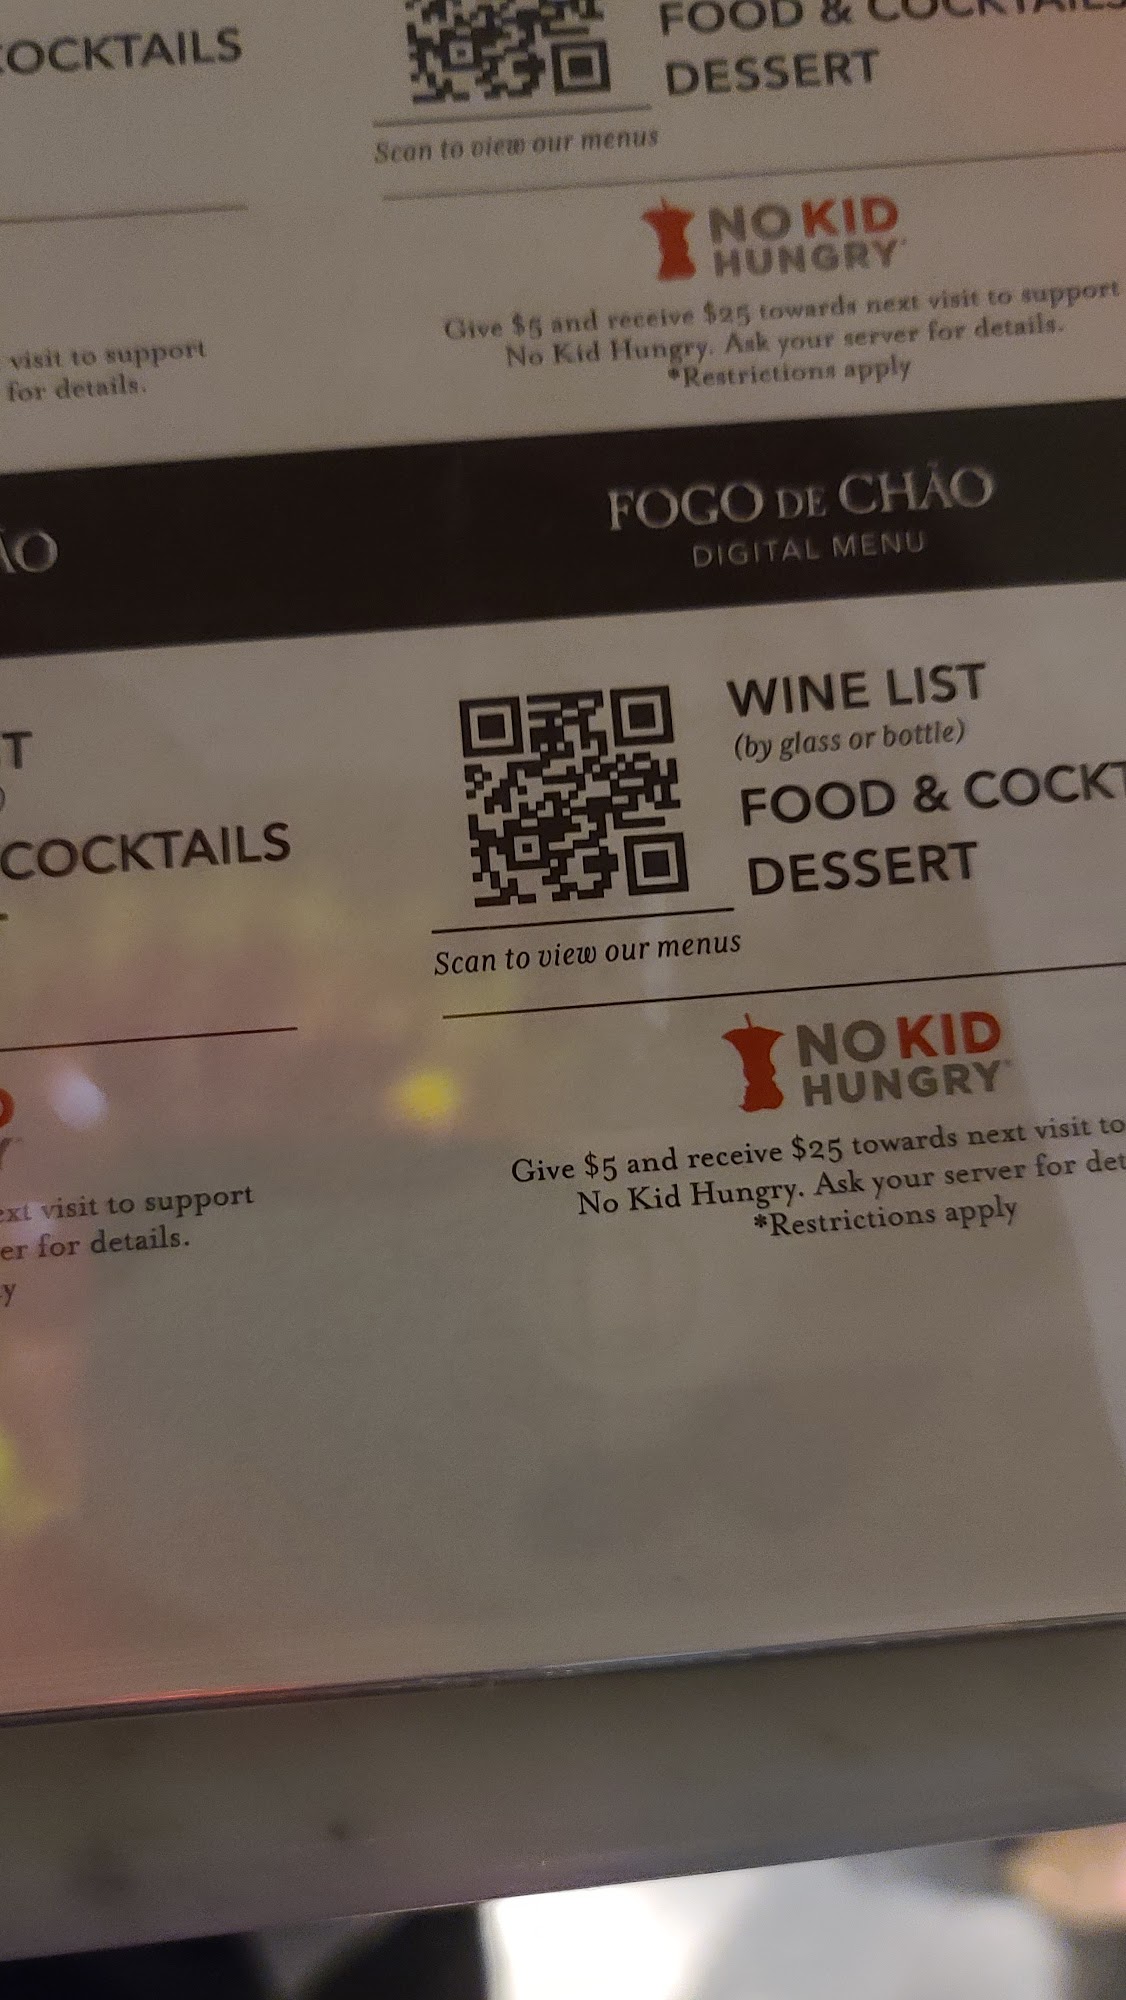 COCKTAILS
FOOD & COCKTAILS
DESSERT
Scan to view our menus
NO KID
HUNGRY
visit to support
for details.
Give $5 and receive $25 towards next visit to support
No Kid Hungry. Ask your server for details.
*Restrictions apply
ÃO
FOGO DE CHÃO
DIGITAL MENU
T
COCKTAILS
WINE LIST
(by glass or bottle)
FOOD & COCKT
DESSERT
Scan to view our menus
NO KID
HUNGRY
ext visit to support
er for details.
y
Give $5 and receive $25 towards next visit to
No Kid Hungry. Ask your server for det
*Restrictions apply